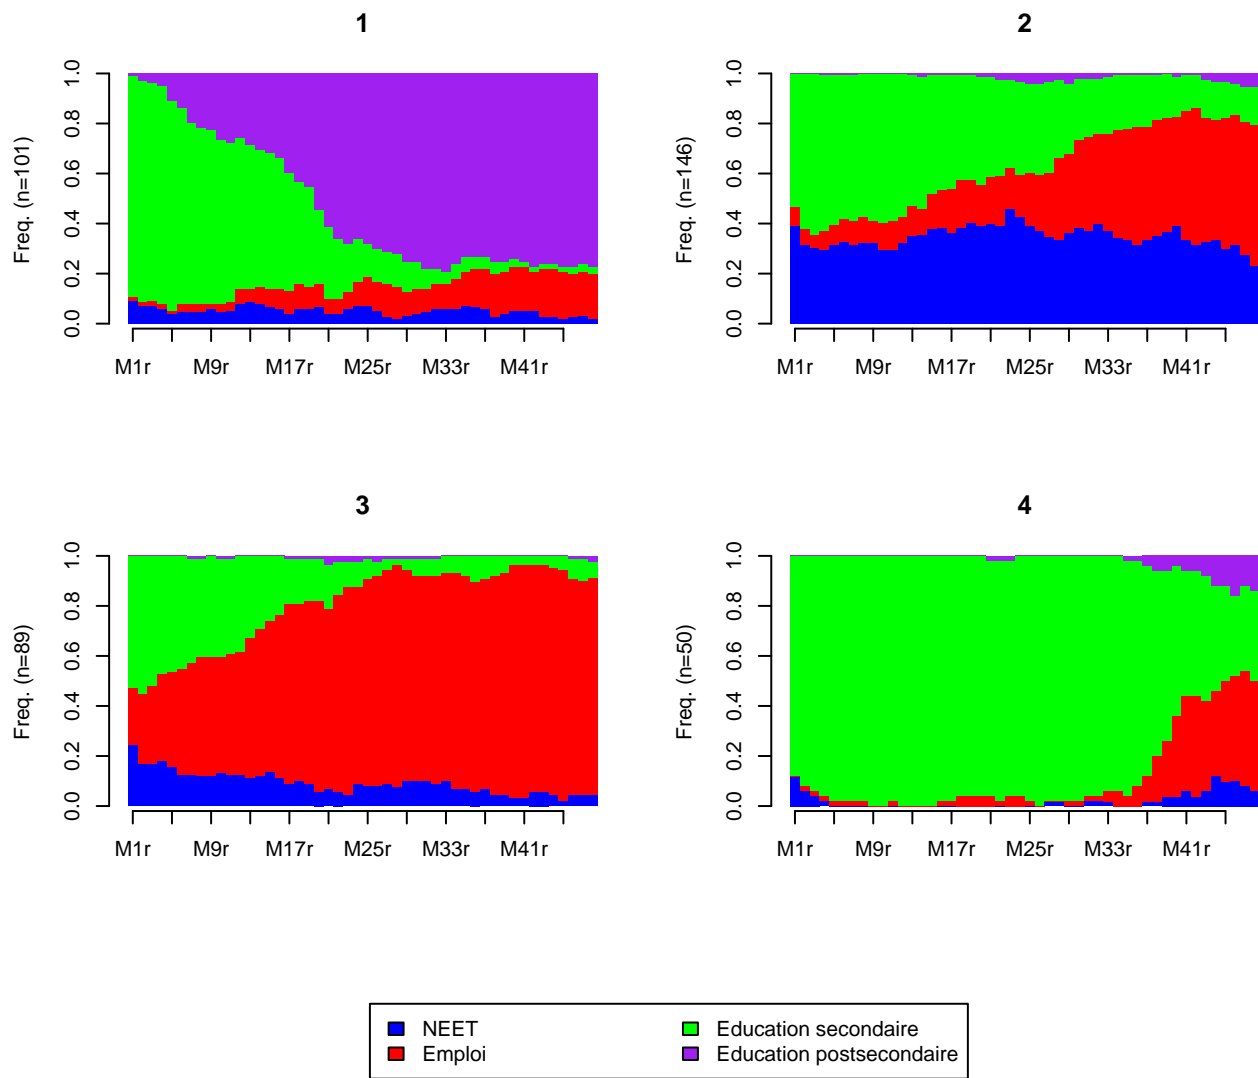 1
Freq. (n=101)
0.0 0.2 0.4 0.6 0.8 1.0
M1r M9r M17r M25r M33r M41r
2
Freq. (n=146)
0.0 0.2 0.4 0.6 0.8 1.0
M1r M9r M17r M25r M33r M41r
3
Freq. (n=89)
0.0 0.2 0.4 0.6 0.8 1.0
M1r M9r M17r M25r M33r M41r
4
Freq. (n=50)
0.0 0.2 0.4 0.6 0.8 1.0
M1r M9r M17r M25r M33r M41r
NEET
Emploi
Education secondaire
Education postsecondaire